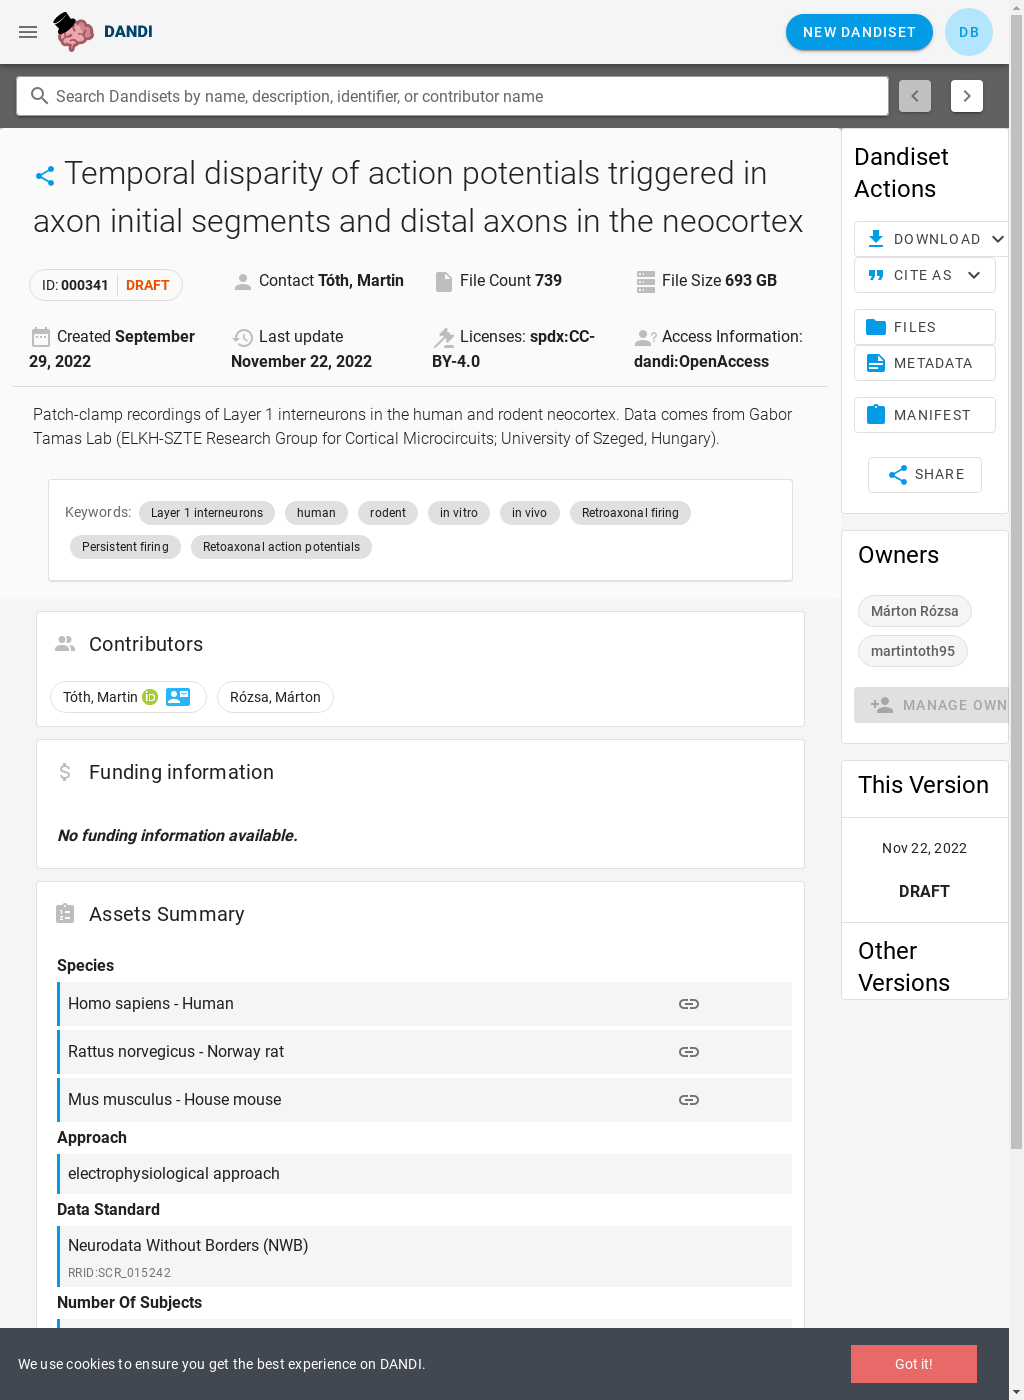 DANDI
NEW DANDISET
DB
Search Dandisets by name, description, identifier, or contributor name
Temporal disparity of action potentials triggered in
axon initial segments and distal axons in the neocortex
ID: 000341 DRAFT
Contact Tóth, Martin
File Count 739
File Size 693 GB
Created September
29, 2022
Last update
November 22, 2022
Licenses: spdx:CC-
BY-4.0
Access Information:
dandi:OpenAccess
Patch-clamp recordings of Layer 1 interneurons in the human and rodent neocortex. Data comes from Gabor
Tamas Lab (ELKH-SZTE Research Group for Cortical Microcircuits; University of Szeged, Hungary).
Keywords: Layer 1 interneurons human rodent in vitro in vivo Retroaxonal firing
Persistent firing Retoaxonal action potentials
Contributors
Tóth, Martin iD Rózsa, Márton
Funding information
No funding information available.
Assets Summary
Species
Homo sapiens - Human
Rattus norvegicus - Norway rat
Mus musculus - House mouse
Approach
electrophysiological approach
Data Standard
Neurodata Without Borders (NWB)
RRID:SCR_015242
Number Of Subjects
Dandiset
Actions
DOWNLOAD
CITE AS
FILES
METADATA
MANIFEST
SHARE
Owners
Márton Rózsa
martintoth95
MANAGE OWN
This Version
Nov 22, 2022
DRAFT
Other
Versions
We use cookies to ensure you get the best experience on DANDI.
Got it!